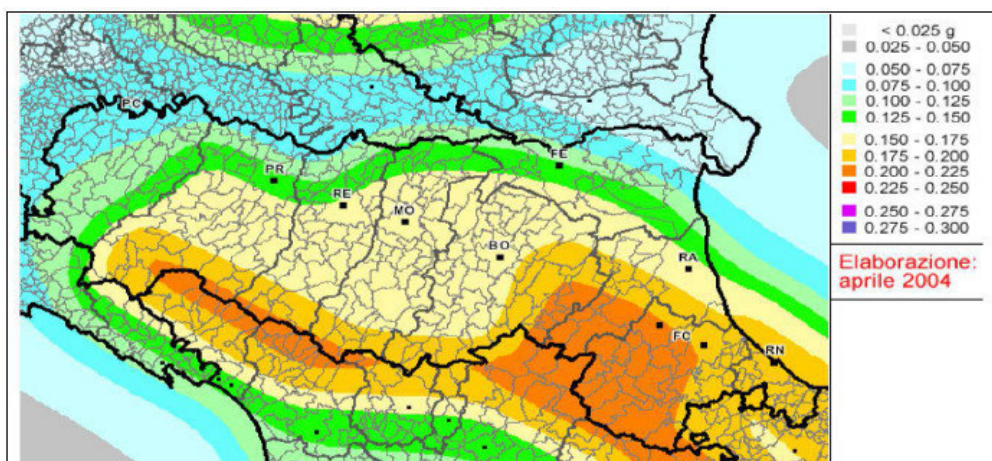 PC
PR
RE
MO
BO
FE
RA
FC
RN
< 0.025 g
0.025 - 0.050
0.050 - 0.075
0.075 - 0.100
0.100 - 0.125
0.125 - 0.150
0.150 - 0.175
0.175 - 0.200
0.200 - 0.225
0.225 - 0.250
0.250 - 0.275
0.275 - 0.300
Elaborazione:
aprile 2004